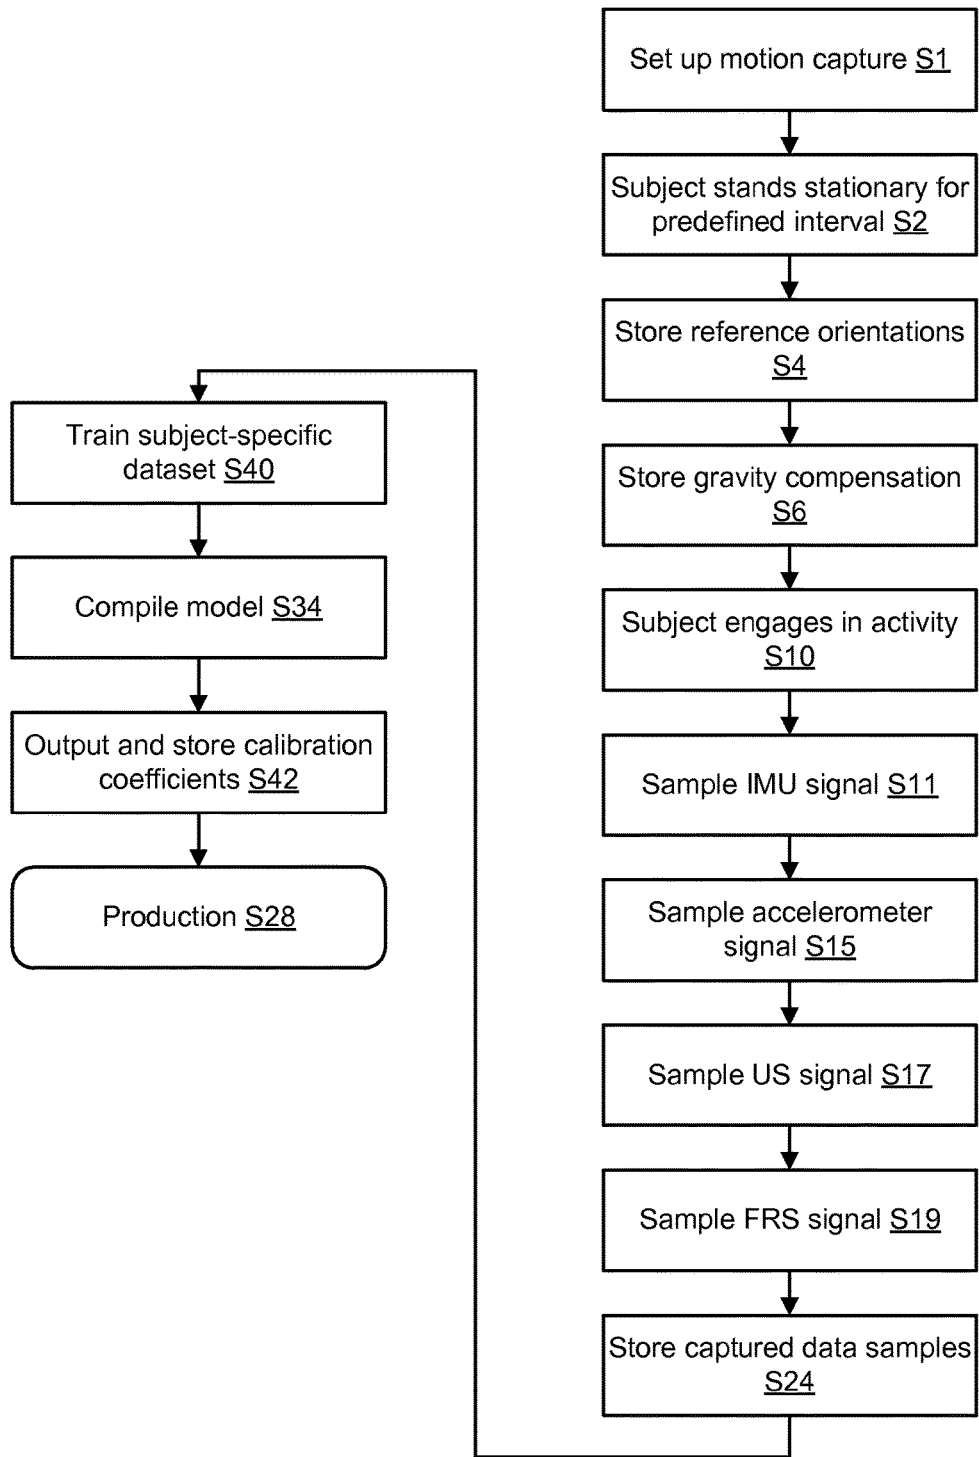 Set up motion capture S1
Subject stands stationary for
predefined interval S2
Store reference orientations
S4
Store gravity compensation
S6
Subject engages in activity
S10
Sample IMU signal S11
Sample accelerometer
signal S15
Sample US signal S17
Sample FRS signal S19
Store captured data samples
S24
Train subject-specific
dataset S40
Compile model S34
Output and store calibration
coefficients S42
Production S28